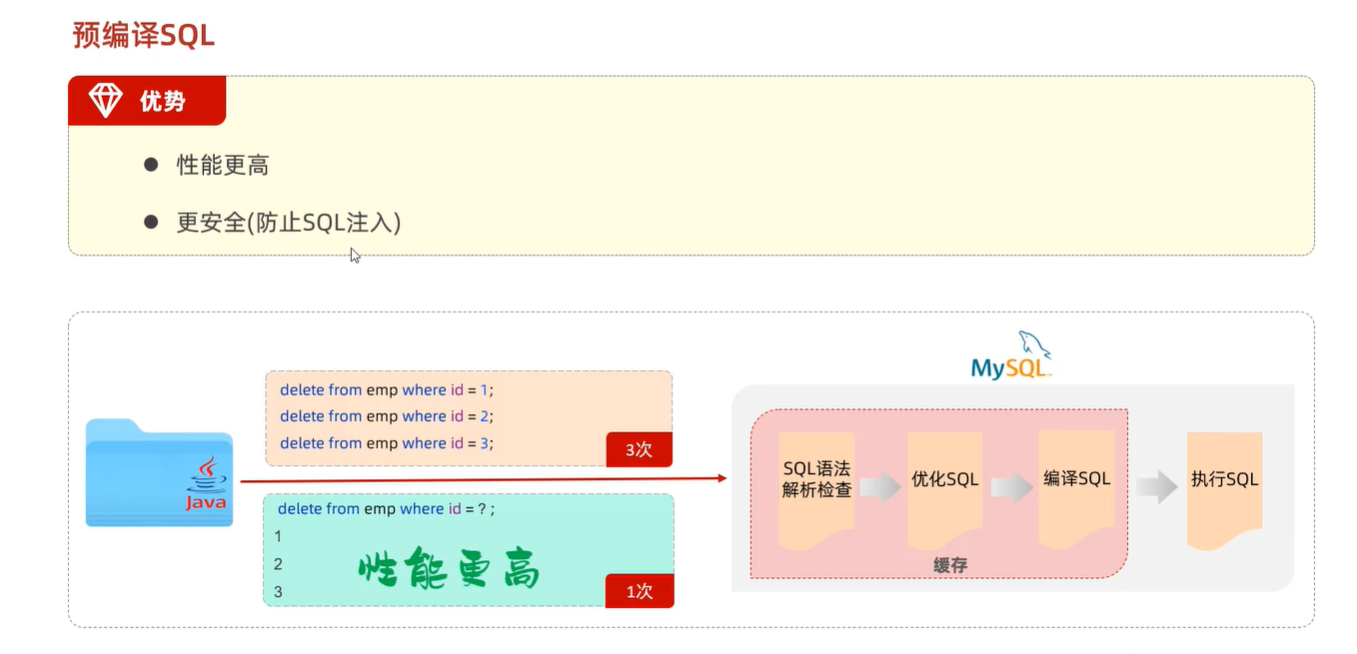 预编译SQL
优势
● 性能更高
● 更安全(防止SQL注入)
MySQL
delete from emp where id = 1;
delete from emp where id = 2;
delete from emp where id = 3;
3次
Java
delete from emp where id = ? ;
1
2
3
性能更高
1次
SQL语法
解析检查
优化SQL
编译SQL
执行SQL
缓存